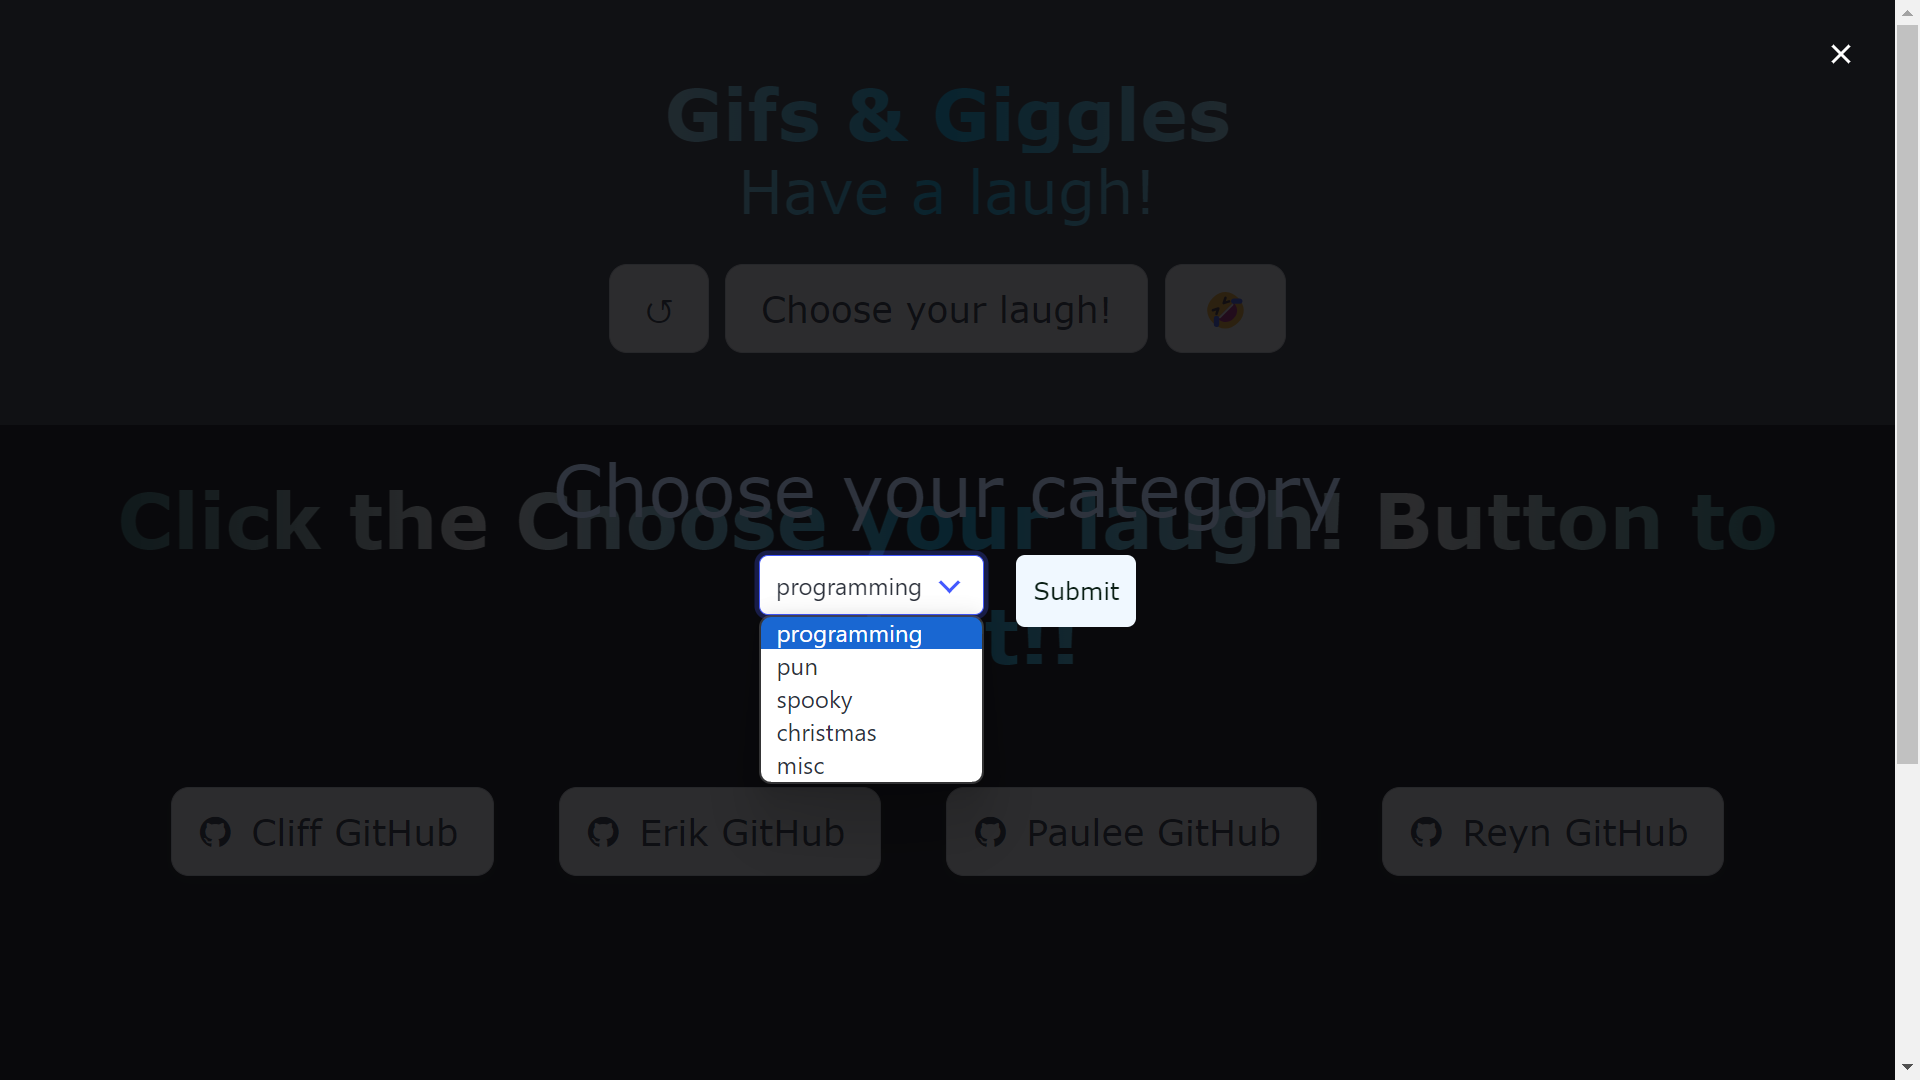 Gifs & Giggles
Have a laugh!
Choose your laugh!
Choose your category
Click the Choose your laugh! Button to
t!!
programming
Submit
programming
pun
spooky
christmas
misc
Cliff GitHub
Erik GitHub
Paulee GitHub
Reyn GitHub